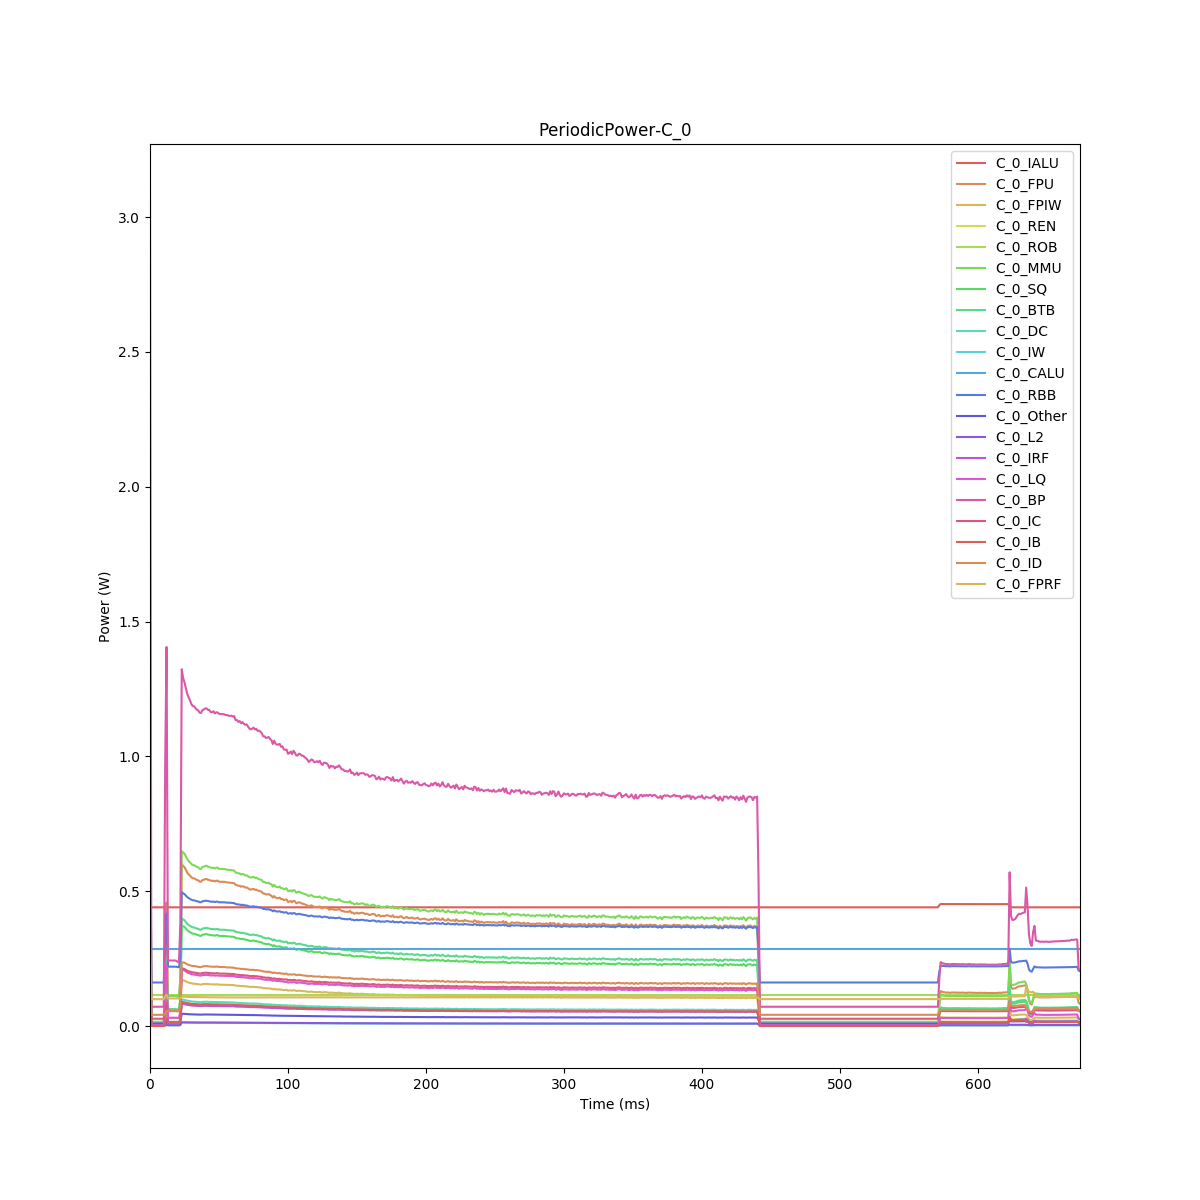 PeriodicPower-C_0
C_0_IALU
C_0_FPU
C_0_FPIW
C_0_REN
C_0_ROB
C_0_MMU
C_0_SQ
C_0_BTB
C_0_DC
C_0_IW
C_0_CALU
C_0_RBB
C_0_Other
C_0_L2
C_0_IRF
C_0_LQ
C_0_BP
C_0_IC
C_0_IB
C_0_ID
C_0_FPRF
3.0
2.5
2.0
1.5
1.0
0.5
0.0
Power (W)
0 100 200 300 400 500 600
Time (ms)